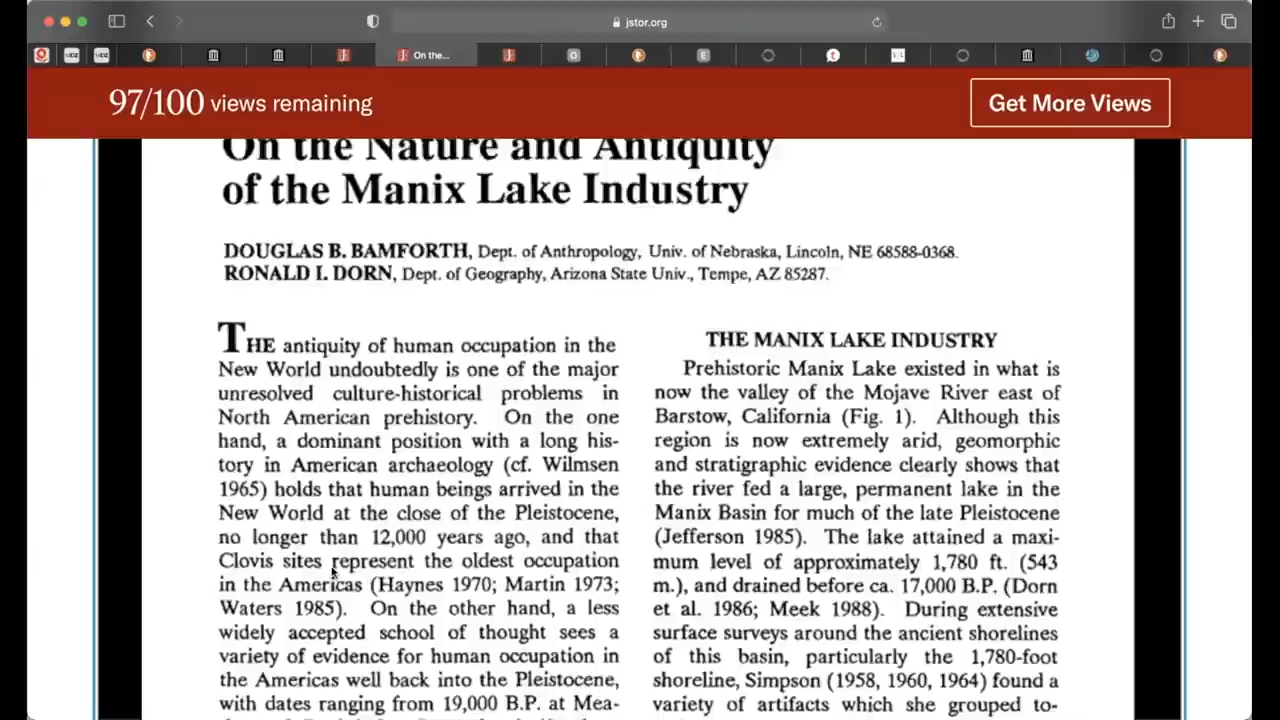 jstor.org
On the...
97/100 views remaining
Get More Views
On the Nature and Antiquity
of the Manix Lake Industry
DOUGLAS B. BAMFORTH, Dept. of Anthropology, Univ. of Nebraska, Lincoln, NE 68588-0368.
RONALD I. DORN, Dept. of Geography, Arizona State Univ., Tempe, AZ 85287.
THE antiquity of human occupation in the
New World undoubtedly is one of the major
unresolved culture-historical problems in
North American prehistory. On the one
hand, a dominant position with a long his-
tory in American archaeology (cf. Wilmsen
1965) holds that human beings arrived in the
New World at the close of the Pleistocene,
no longer than 12,000 years ago, and that
Clovis sites represent the oldest occupation
in the Americas (Haynes 1970; Martin 1973;
Waters 1985). On the other hand, a less
widely accepted school of thought sees a
variety of evidence for human occupation in
the Americas well back into the Pleistocene,
with dates ranging from 19,000 B.P. at Mea-
THE MANIX LAKE INDUSTRY
Prehistoric Manix Lake existed in what is
now the valley of the Mojave River east of
Barstow, California (Fig. 1). Although this
region is now extremely arid, geomorphic
and stratigraphic evidence clearly shows that
the river fed a large, permanent lake in the
Manix Basin for much of the late Pleistocene
(Jefferson 1985). The lake attained a maxi-
mum level of approximately 1,780 ft. (543
m.), and drained before ca. 17,000 B.P. (Dorn
et al. 1986; Meek 1988). During extensive
surface surveys around the ancient shorelines
of this basin, particularly the 1,780-foot
shoreline, Simpson (1958, 1960, 1964) found a
variety of artifacts which she grouped to-